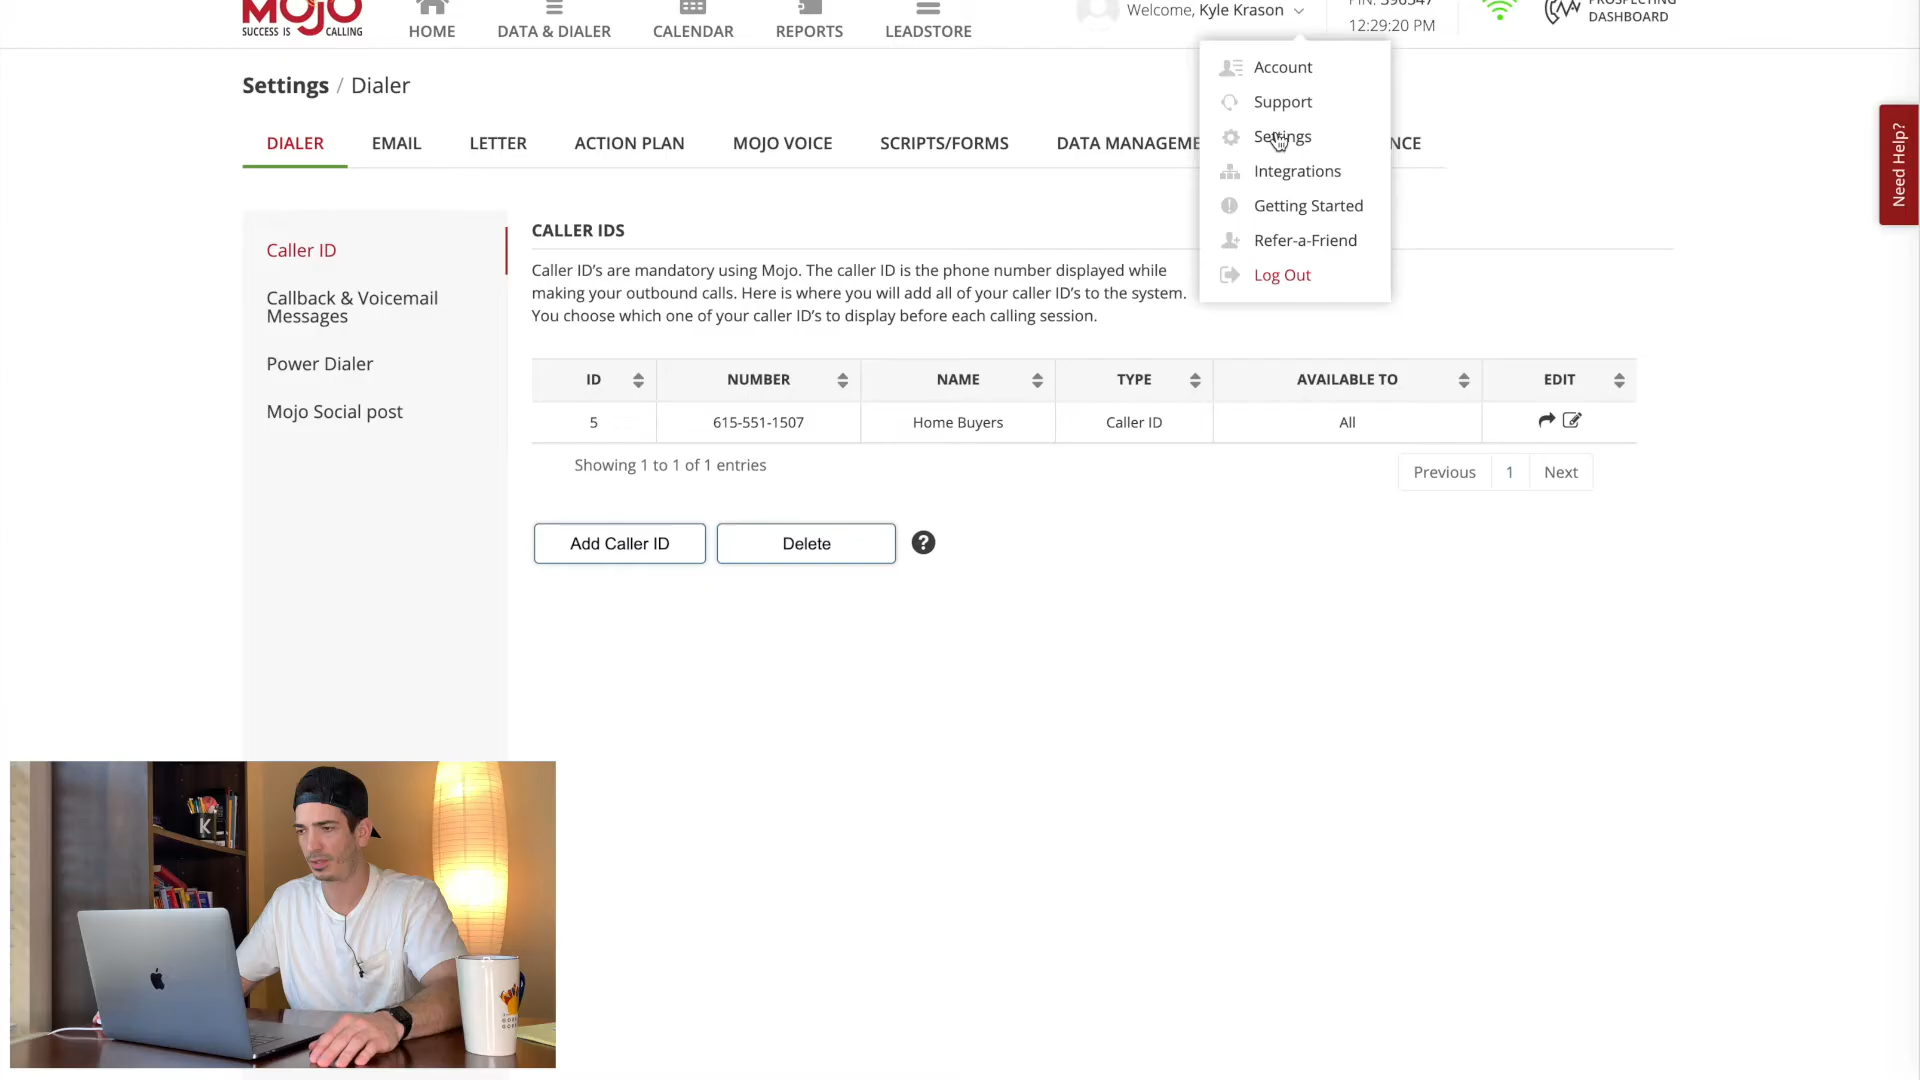 MOJO
SUCCESS IS CALLING
HOME
DATA & DIALER
CALENDAR
REPORTS
LEADSTORE
Welcome, Kyle Krason
12:29:20 PM
DASHBOARD
Account
Support
Settings
Integrations
Getting Started
Refer-a-Friend
Log Out
Need Help?
Settings / Dialer
DIALER
EMAIL
LETTER
ACTION PLAN
MOJO VOICE
SCRIPTS/FORMS
DATA MANAGEME
NCE
Caller ID
Callback & Voicemail
Messages
Power Dialer
Mojo Social post
CALLER IDS
Caller ID's are mandatory using Mojo. The caller ID is the phone number displayed while
making your outbound calls. Here is where you will add all of your caller ID's to the system.
You choose which one of your caller ID's to display before each calling session.
ID NUMBER NAME TYPE AVAILABLE TO EDIT
5 615-551-1507 Home Buyers Caller ID All
Showing 1 to 1 of 1 entries
Previous 1 Next
Add Caller ID
Delete
?
K